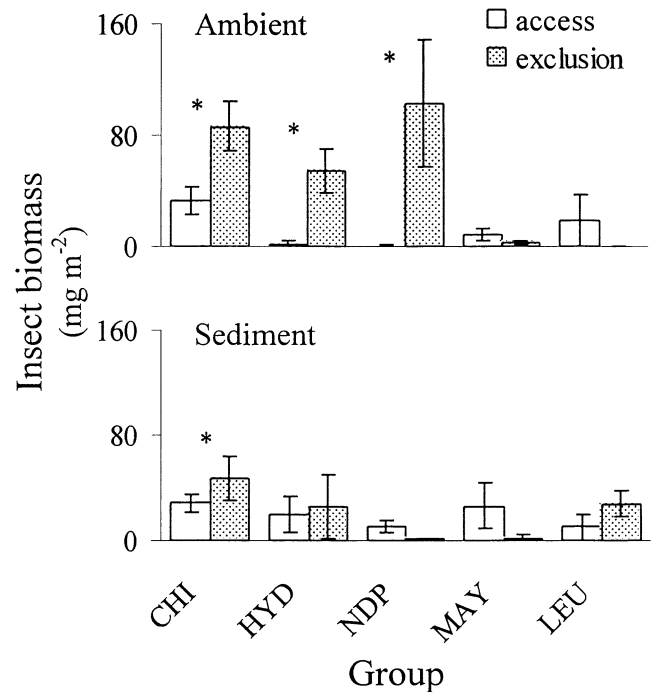 160
Ambient
access
exclusion
*
*
*
80
0
Insect biomass
(mg m⁻²)
160
Sediment
*
80
0
CHI
HYD
NDP
MAY
LEU
Group